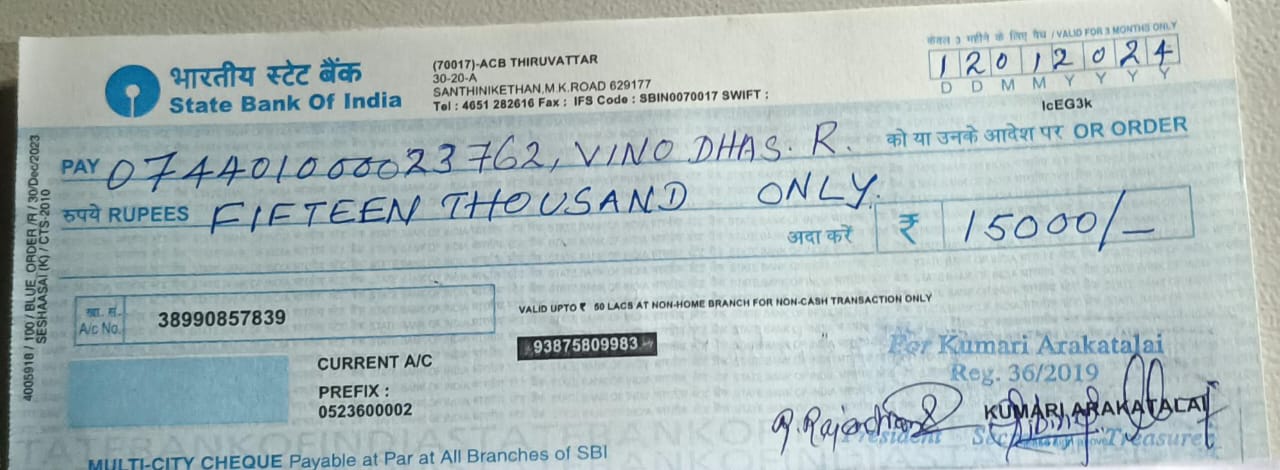 केवल 3 महीने के लिए वैध / VALID FOR 3 MONTHS ONLY
12012024
D D M M Y Y Y Y
भारतीय स्टेट बैंक
State Bank Of India
(70017)-ACB THIRUVATTAR
30-20-A
SANTHINIKETHAN,M.K.ROAD 629177
Tel : 4651 282616 Fax : IFS Code : SBIN0070017 SWIFT :
IcEG3k
PAY 074401000023762, VINO DHAS. R. को या उनके आदेश पर OR ORDER
रुपये RUPEES FIFTEEN THOUSAND ONLY.
अदा करें ₹ 15000/-
4005918 / 100 / BLUE_ORDER /R / 30/Dec/2023
SESHAASAI (K) / CTS-2010
खा. सं.
A/c No. 38990857839
VALID UPTO ₹ 50 LACS AT NON-HOME BRANCH FOR NON-CASH TRANSACTION ONLY
93875809983
CURRENT A/C
PREFIX :
0523600002
For Kumari Arakatalai
Reg. 36/2019
KUMARI ARAKATALAI
President Treasurer
MULTI-CITY CHEQUE Payable at Par at All Branches of SBI